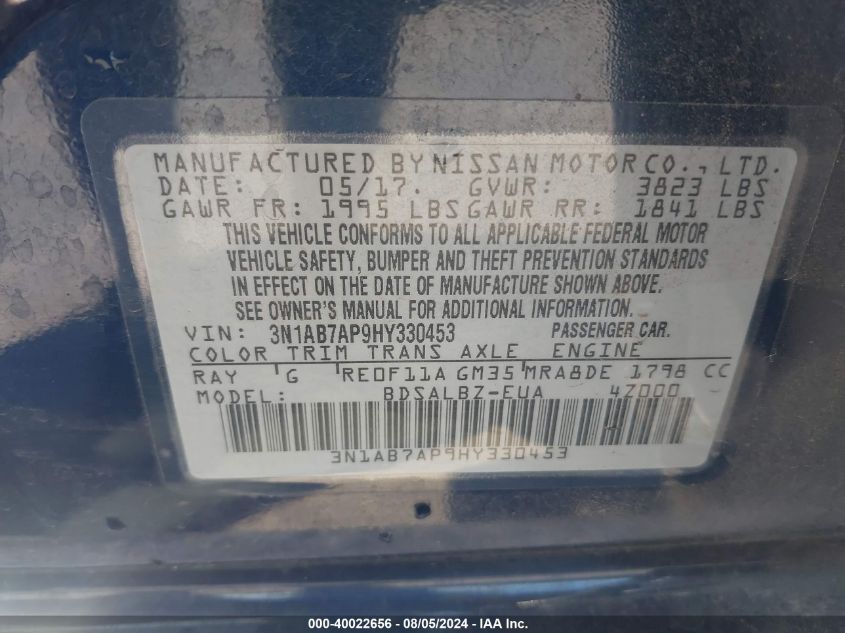 MANUFACTURED BY NISSAN MOTOR CO., LTD.
DATE: 05/17. GVWR: 3823 LBS
GAWR FR: 1995 LBS GAWR RR: 1841 LBS
THIS VEHICLE CONFORMS TO ALL APPLICABLE FEDERAL MOTOR
VEHICLE SAFETY, BUMPER AND THEFT PREVENTION STANDARDS
IN EFFECT ON THE DATE OF MANUFACTURE SHOWN ABOVE.
SEE OWNER'S MANUAL FOR ADDITIONAL INFORMATION.
VIN: 3N1AB7AP9HY330453 PASSENGER CAR.
COLOR TRIM TRANS AXLE ENGINE
RAY G RE0F11A GM35 MRA8DE 1798 CC
MODEL: BDSALBZ-EUA 4Z000
3N1AB7AP9HY330453
000-40022656 - 08/05/2024 - IAA Inc.